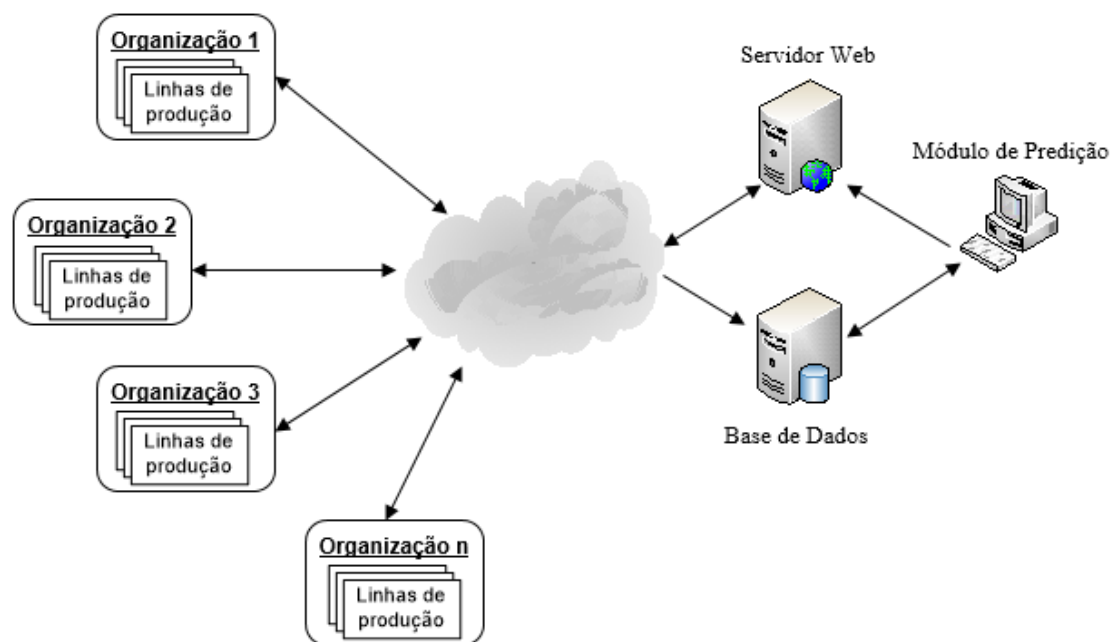 Organização 1
Linhas de
produção
Servidor Web
Módulo de Predição
Organização 2
Linhas de
produção
Organização 3
Linhas de
produção
Base de Dados
Organização n
Linhas de
produção